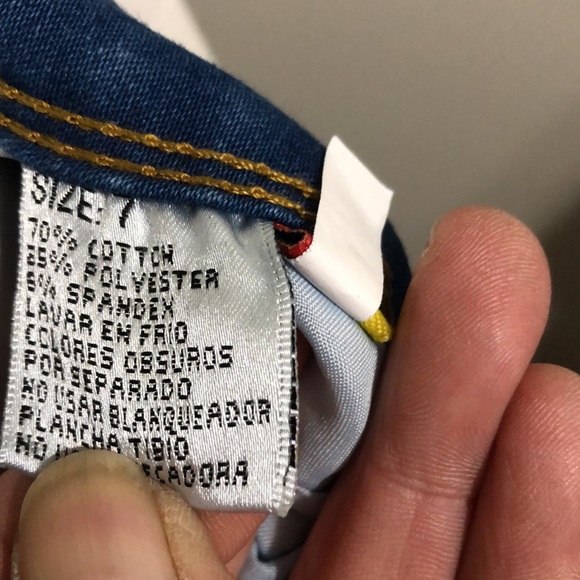 SIZE: 7
70% COTTON
25% POLYESTER
5% SPANDEX
LAVAR EN FRIO
COLORES OBSUROS
POR SEPARADO
NO USAR BLANQUEADOR
PLANCHA TIBIO
NO